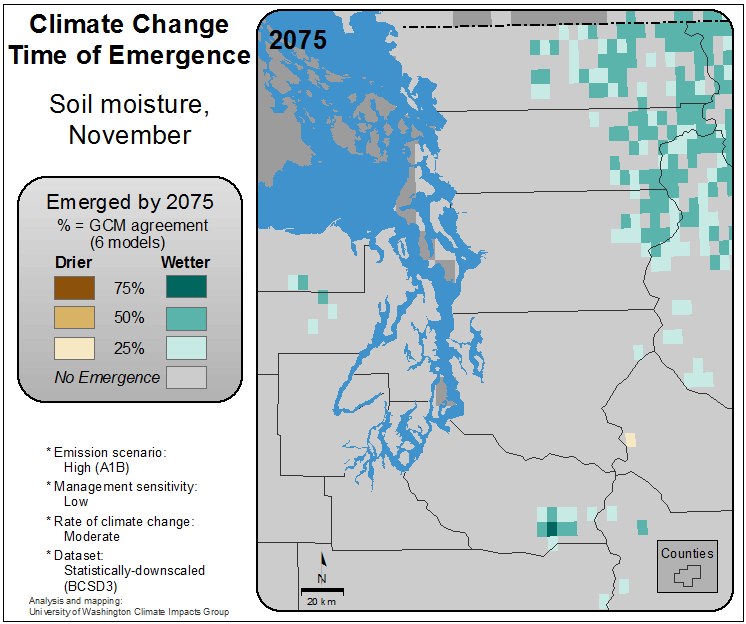 Climate Change
Time of Emergence
Soil moisture,
November
Emerged by 2075
% = GCM agreement
(6 models)
Drier Wetter
75%
50%
25%
No Emergence
* Emission scenario:
High (A1B)
* Management sensitivity:
Low
* Rate of climate change:
Moderate
* Dataset:
Statistically-downscaled
(BCSD3)
Analysis and mapping:
University of Washington Climate Impacts Group
2075
N
20 km
Counties